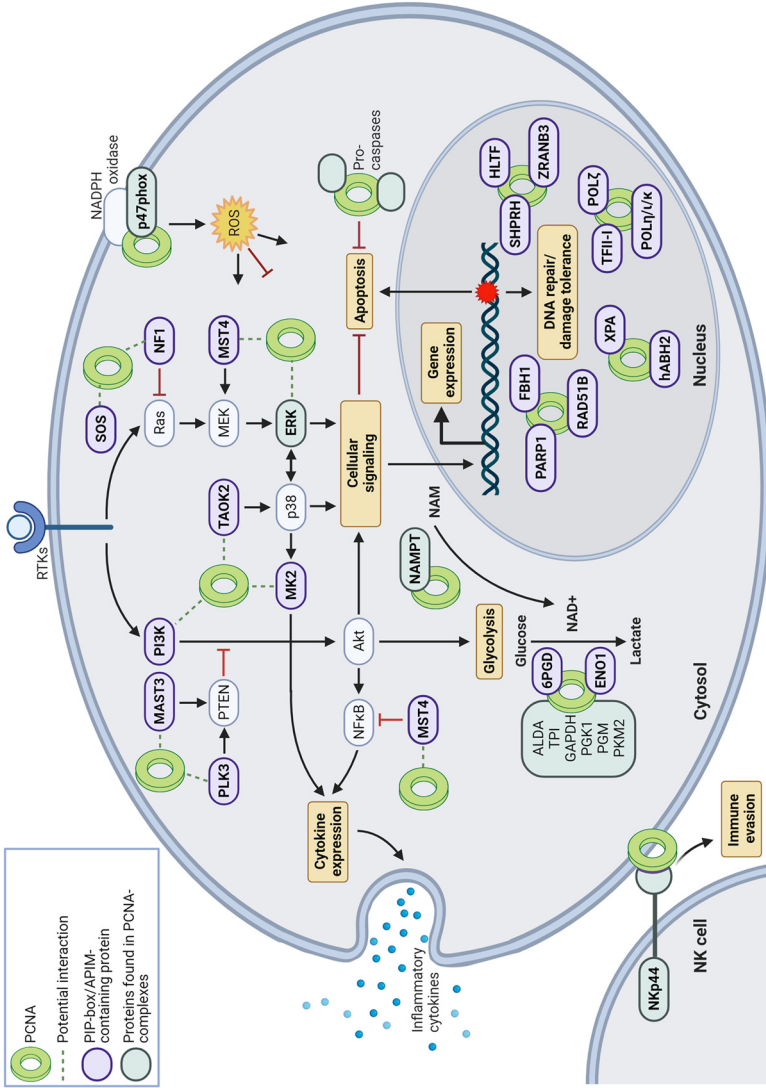 PCNA
Potential interaction
PIP-box/APIM-
containing protein
Proteins found in PCNA-
complexes
RTKs
NADPH
oxidase
p47phox
ROS
SOS
NF1
Ras
MST4
MEK
ERK
TAOK2
p38
MK2
PI3K
MAST3
PTEN
PLK3
Akt
NFκB
MST4
Cytokine
expression
Cellular
signaling
Apoptosis
Pro-
caspases
Inflammatory
cytokines
Glycolysis
NAMPT
NAM
NAD+
Glucose
Lactate
6PGD
ENO1
ALDA
TPI
GAPDH
PGK1
PGM
PKM2
Cytosol
Gene
expression
DNA repair/
damage tolerance
HLTF
SHPRH
ZRANB3
POLζ
TFII-I
POLη/ι/κ
XPA
hABH2
FBH1
PARP1
RAD51B
Nucleus
NKp44
NK cell
Immune
evasion